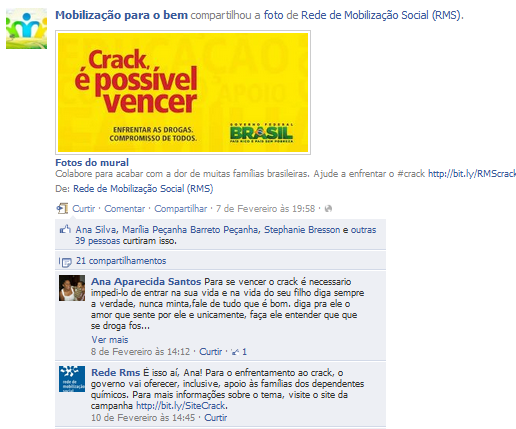 Mobilização para o bem compartilhou a foto de Rede de Mobilização Social (RMS).
Crack,
é possível
vencer
ENFRENTAR AS DROGAS.
COMPROMISSO DE TODOS.
GOVERNO FEDERAL
BRASIL
PAÍS RICO É PAÍS SEM POBREZA
Fotos do mural
Colabore para acabar com a dor de muitas famílias brasileiras. Ajude a enfrentar o #crack http://bit.ly/RMScrack
De: Rede de Mobilização Social (RMS)
Curtir · Comentar · Compartilhar · 7 de Fevereiro às 19:58 ·
Ana Silva, Marília Peçanha Barreto Peçanha, Stephanie Bresson e outras
39 pessoas curtiram isso.
21 compartilhamentos
Ana Aparecida Santos Para se vencer o crack é necessario
impedi-lo de entrar na sua vida e na vida do seu filho diga sempre
a verdade, nunca minta,fale de tudo que é bom. diga pra ele o
amor que sente por ele e unicamente, faça ele entender que que
se droga fos...
Ver mais
8 de Fevereiro às 14:12 · Curtir · 1
rede de
mobilização
social
Rede Rms É isso aí, Ana! Para o enfrentamento ao crack, o
governo vai oferecer, inclusive, apoio às famílias dos dependentes
químicos. Para mais informações sobre o tema, visite o site da
campanha http://bit.ly/SiteCrack.
10 de Fevereiro às 14:45 · Curtir